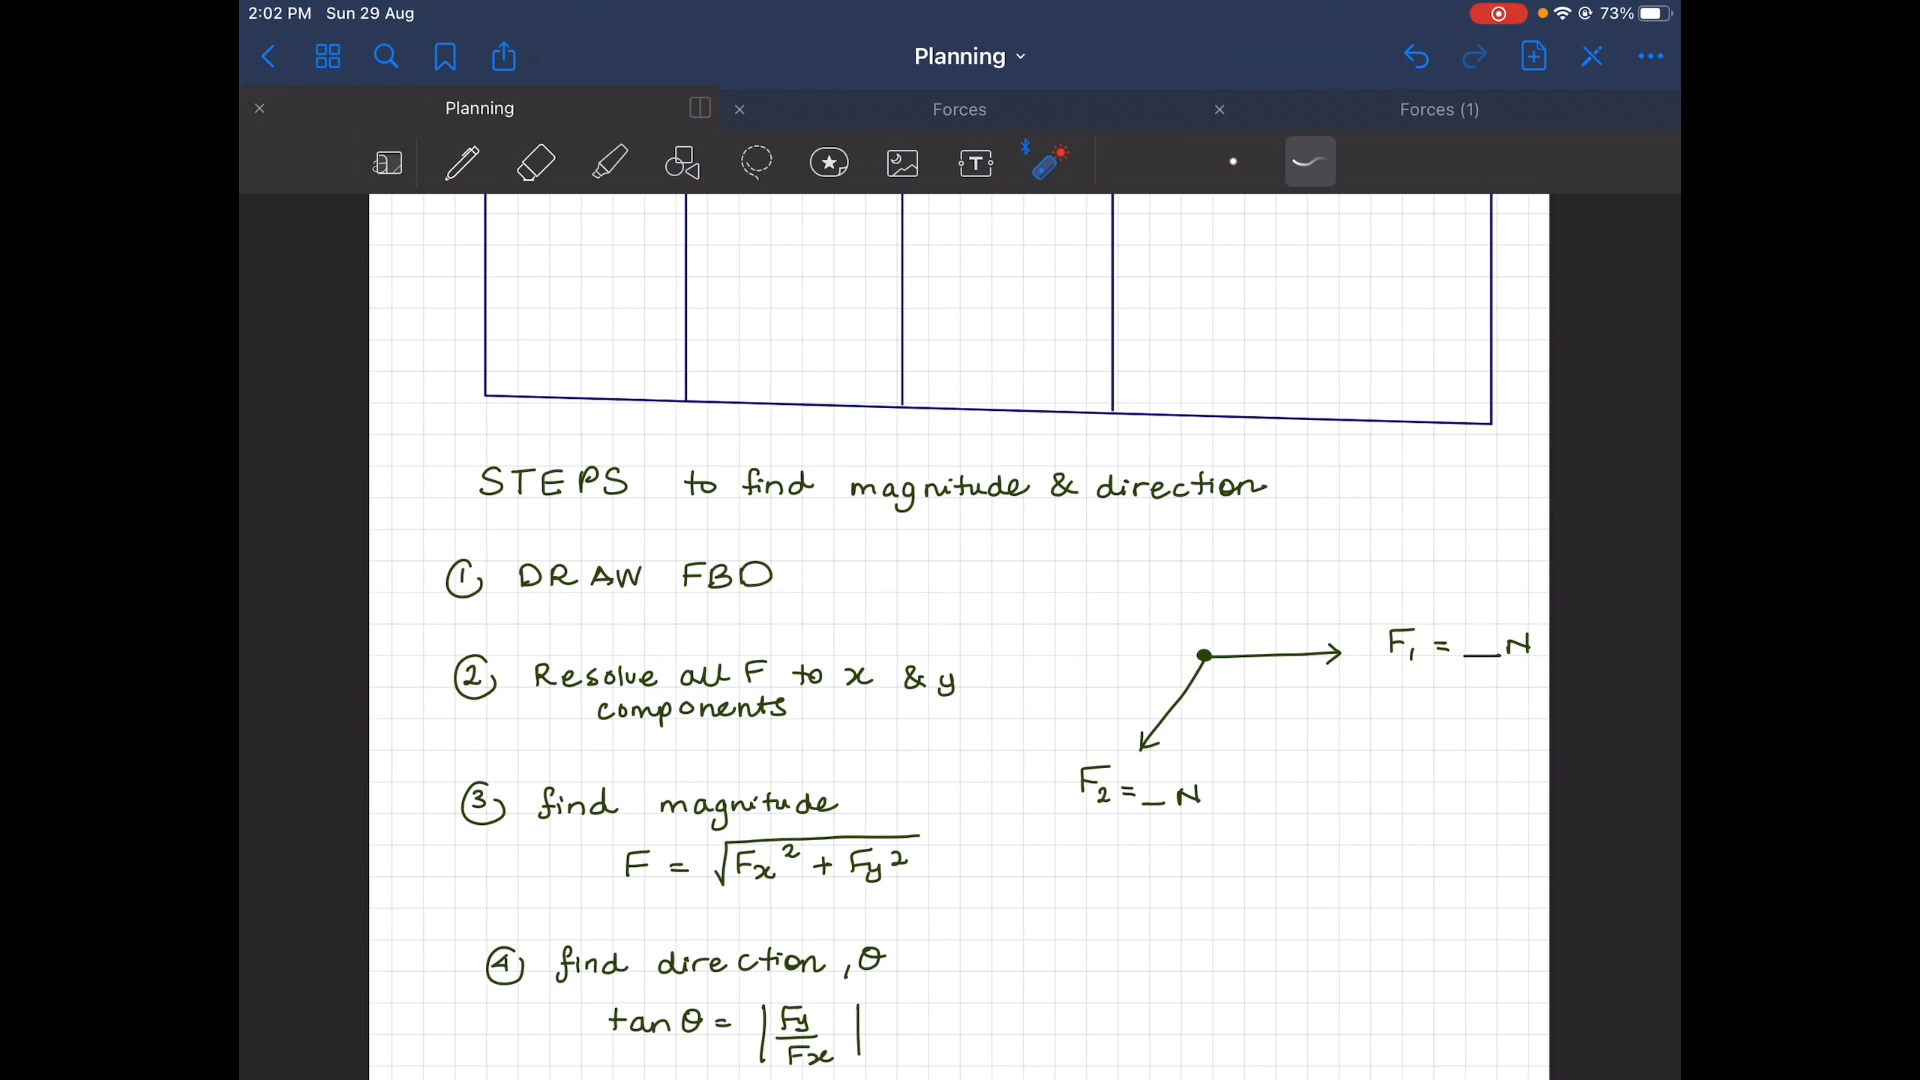 2:02 PM Sun 29 Aug
73%
Planning
Planning
Forces
Forces (1)
T
STEPS to find magnitude & direction
① DRAW FBD
② Resolve all F to x & y
components
F₁ = __ N
F₂ = _ N
③ find magnitude
F = √Fx² + Fy²
④ find direction, θ
tan θ = | Fy
Fx |